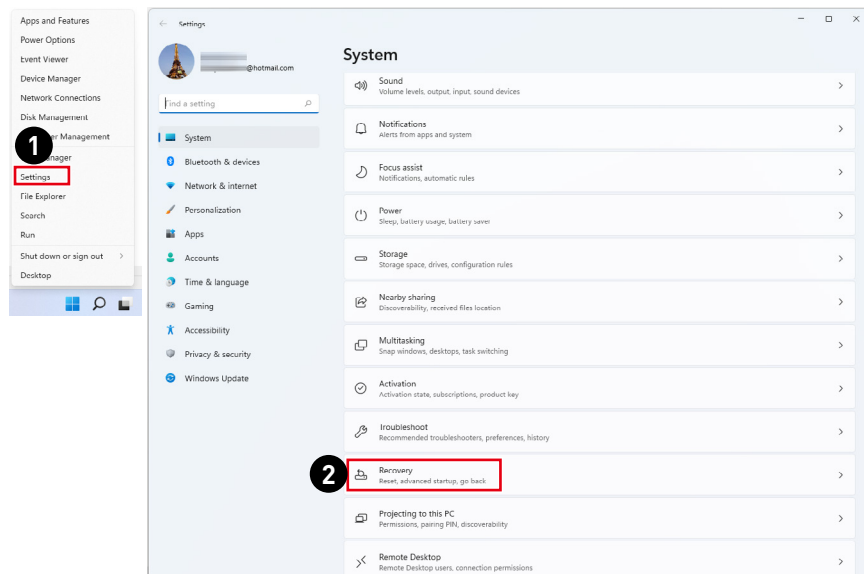 Apps and Features
Power Options
Event Viewer
Device Manager
Network Connections
Disk Management
Management
1
Settings
File Explorer
Search
Run
Shut down or sign out
Desktop
Settings
@hotmail.com
Find a setting
System
Bluetooth & devices
Network & internet
Personalization
Apps
Accounts
Time & language
Gaming
Accessibility
Privacy & security
Windows Update
System
Sound
Volume levels, output, input, sound devices
Notifications
Alerts from apps and system
Focus assist
Notifications, automatic rules
Power
Sleep, battery usage, battery saver
Storage
Storage space, drives, configuration rules
Nearby sharing
Discoverability, received files location
Multitasking
Snap windows, desktops, task switching
Activation
Activation state, subscriptions, product key
Troubleshoot
Recommended troubleshooters, preferences, history
2
Recovery
Reset, advanced startup, go back
Projecting to this PC
Permissions, pairing PIN, discoverability
Remote Desktop
Remote Desktop users, connection permissions